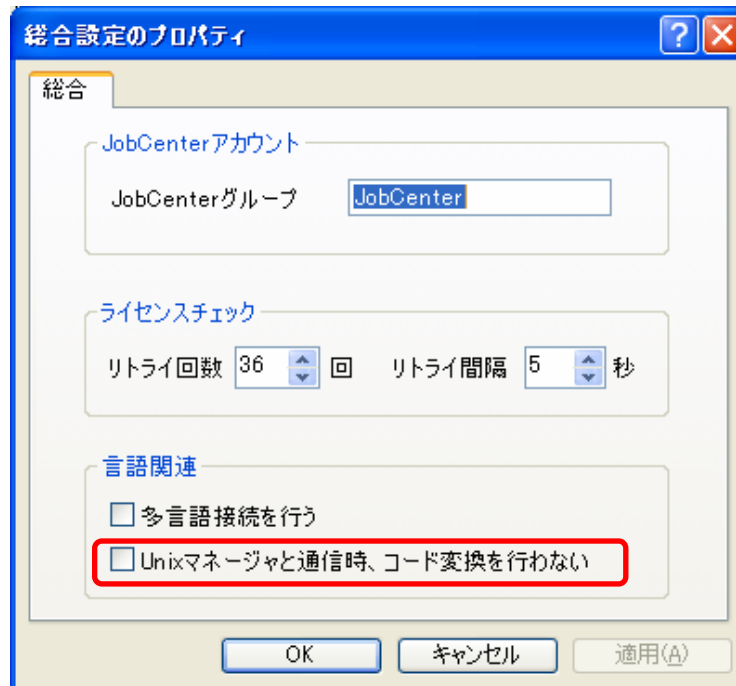 総合設定のプロパティ
総合
JobCenterアカウント
JobCenterグループ JobCenter
ライセンスチェック
リトライ回数 36 回 リトライ間隔 5 秒
言語関連
多言語接続を行う
Unixマネージャと通信時、コード変換を行わない
OK キャンセル 適用(A)